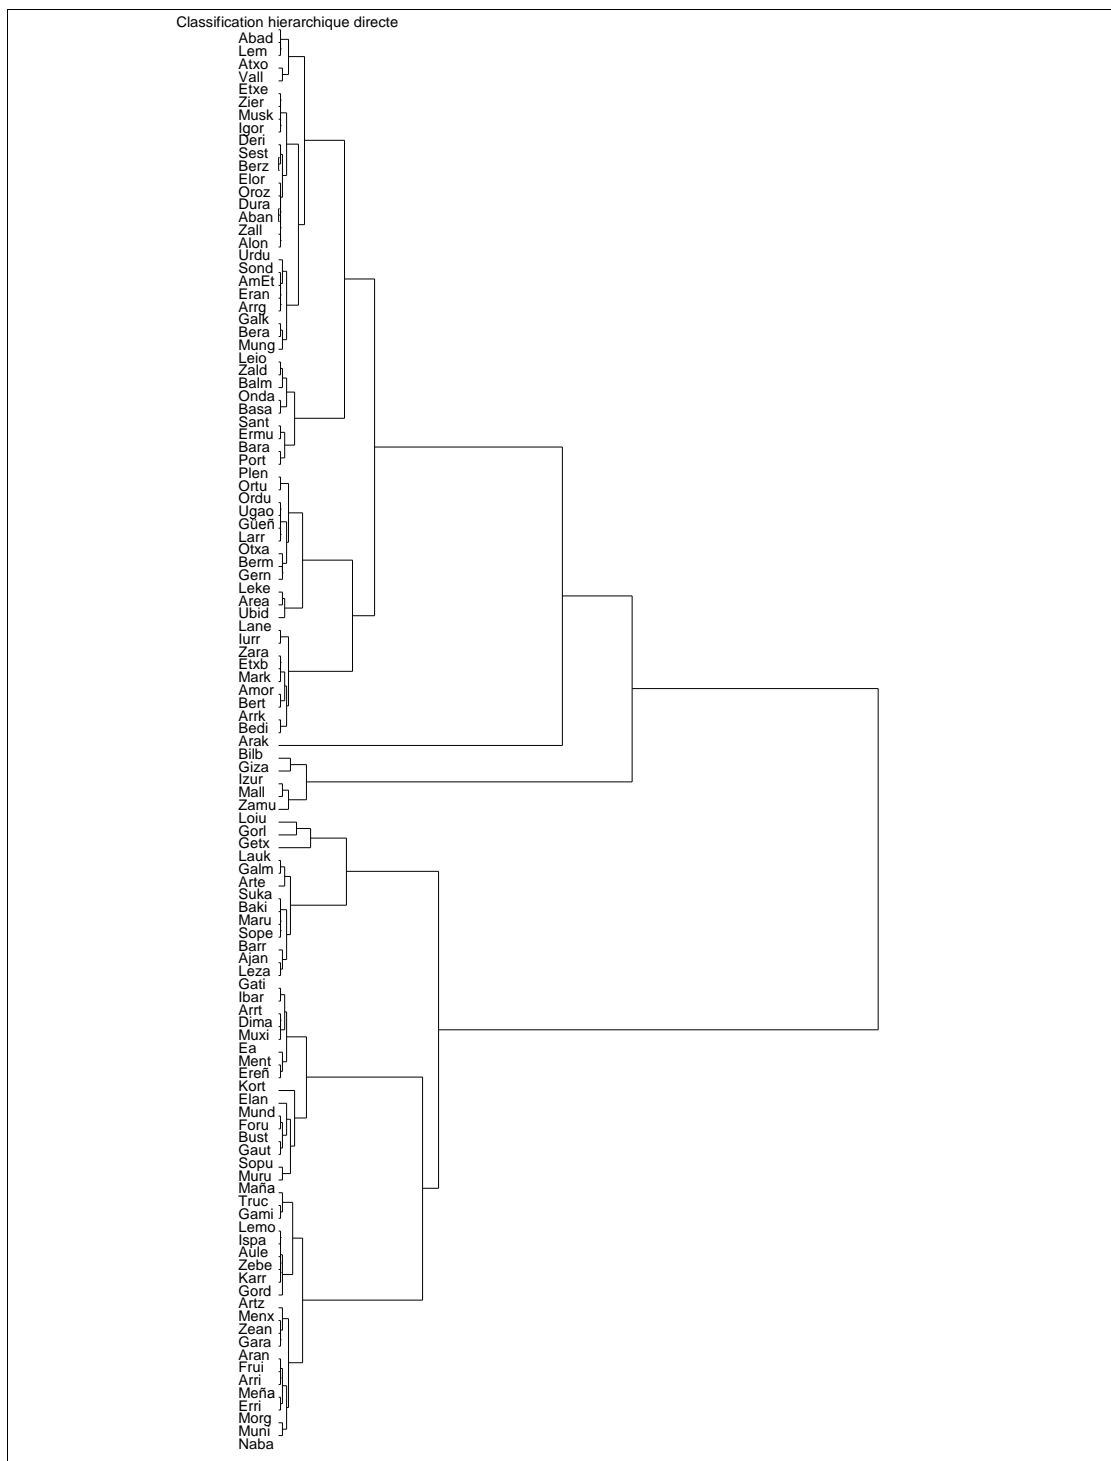 Classification hierarchique directe
Abad
Lem
Atxo
Vall
Etxe
Zier
Musk
Igor
Deri
Sest
Berz
Elor
Oroz
Dura
Aban
Zall
Alon
Urdu
Sond
AmEt
Eran
Arrg
Galk
Bera
Mung
Leio
Zald
Balm
Onda
Basa
Sant
Ermu
Bara
Port
Plen
Ortu
Ordu
Ugao
Gueñ
Larr
Otxa
Berm
Gern
Leke
Area
Ubid
Lane
Iurr
Zara
Etxb
Mark
Amor
Bert
Arrk
Bedi
Arak
Bilb
Giza
Izur
Mall
Zamu
Loiu
Gorl
Getx
Lauk
Galm
Arte
Suka
Baki
Maru
Sope
Barr
Ajan
Leza
Gati
Ibar
Arrt
Dima
Muxi
Ea
Ment
Ereñ
Kort
Elan
Mund
Foru
Bust
Gaut
Sopu
Muru
Maña
Truc
Gami
Lemo
Ispa
Aule
Zebe
Karr
Gord
Artz
Menx
Zean
Gara
Aran
Frui
Arri
Meña
Erri
Morg
Muni
Naba